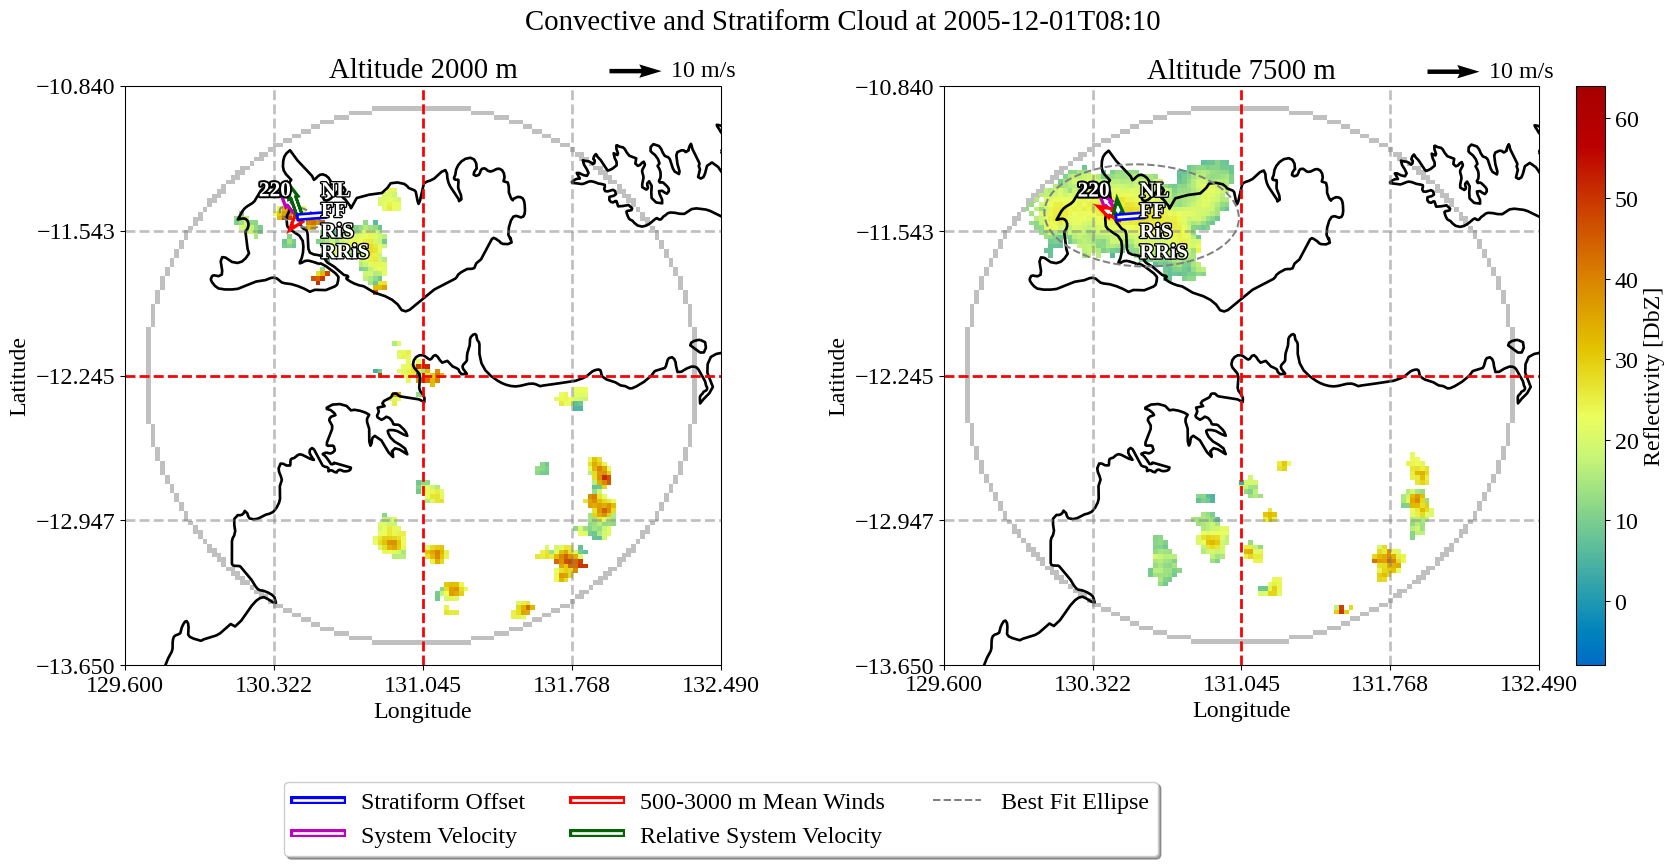 Convective and Stratiform Cloud at 2005-12-01T08:10
Altitude 2000 m
10 m/s
Altitude 7500 m
10 m/s
−10.840
−11.543
−12.245
−12.947
−13.650
Latitude
129.600
130.322
131.045
131.768
132.490
Longitude
220
NL
FF
RiS
RRiS
−10.840
−11.543
−12.245
−12.947
−13.650
Latitude
129.600
130.322
131.045
131.768
132.490
Longitude
220
NL
FF
RiS
RRiS
60
50
40
30
20
10
0
Reflectivity [DbZ]
Stratiform Offset
System Velocity
500-3000 m Mean Winds
Relative System Velocity
Best Fit Ellipse